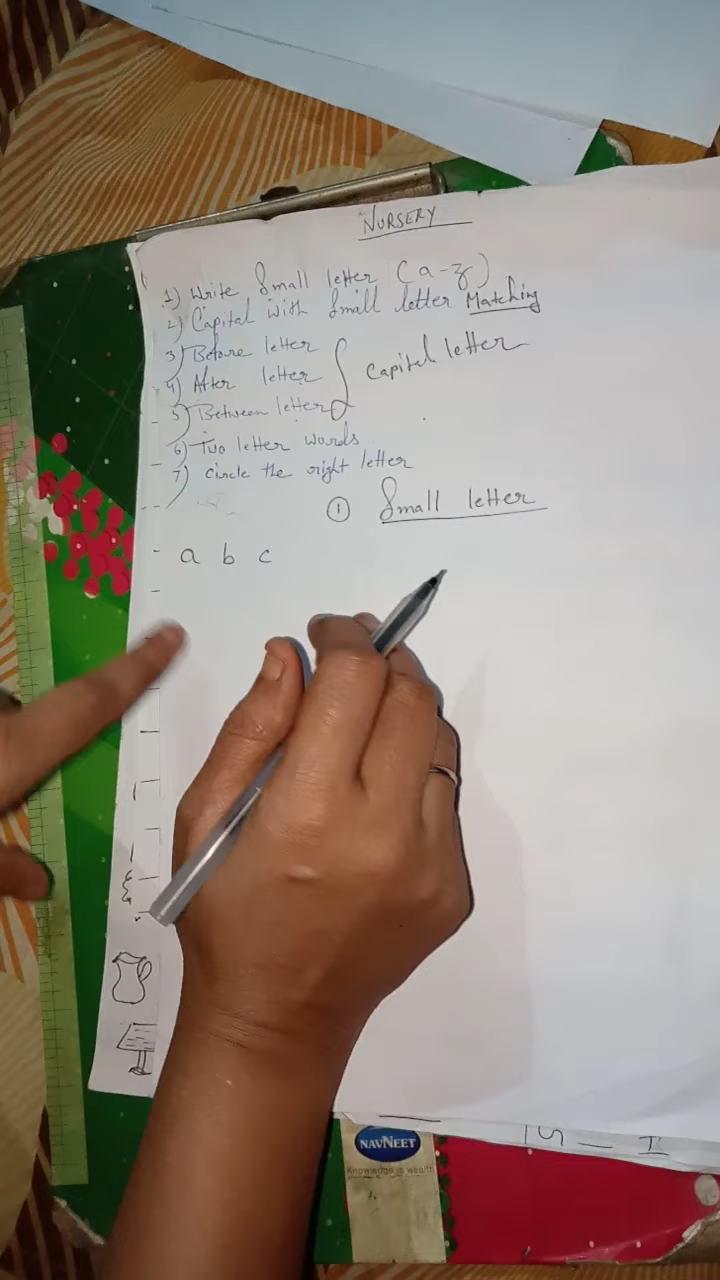 NURSERY
1) Write Small letter (a-z)
2) Capital With Small letter Matching
3) Before letter
4) After letter
5) Between letter
Capital letter
6) Two letter words
7) Circle the right letter
① Small letter
a b c
NAVNEET
Knowledge is wealth